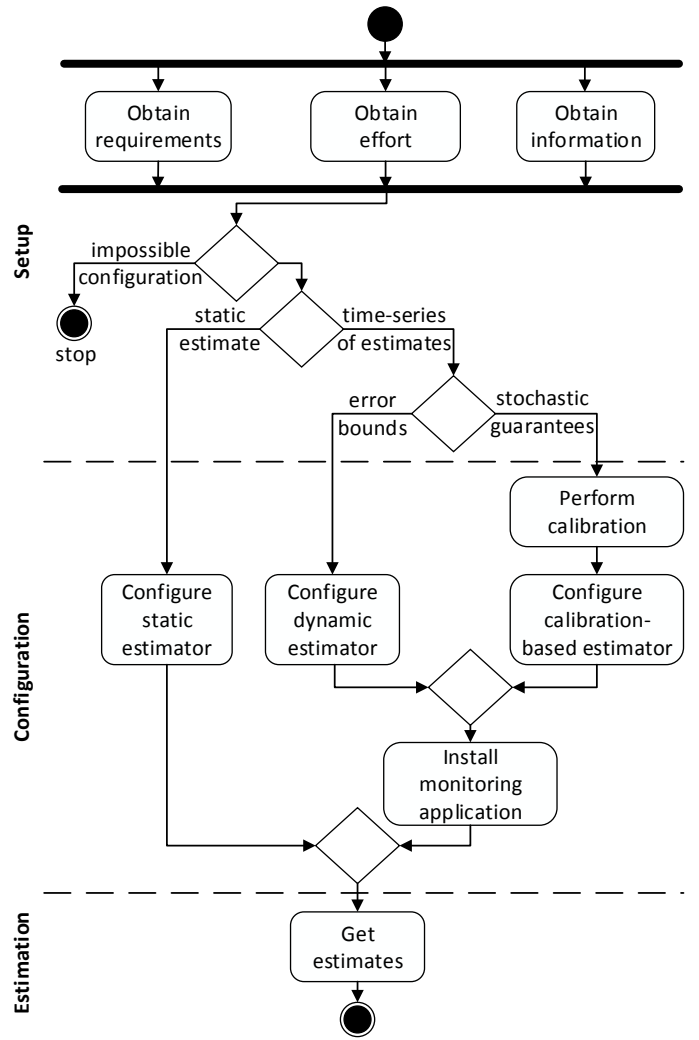 Obtain
requirements
Obtain
effort
Obtain
information
Setup
impossible
configuration
stop
static
estimate
time-series
of estimates
error
bounds
stochastic
guarantees
Configuration
Perform
calibration
Configure
static
estimator
Configure
dynamic
estimator
Configure
calibration-
based estimator
Install
monitoring
application
Estimation
Get
estimates